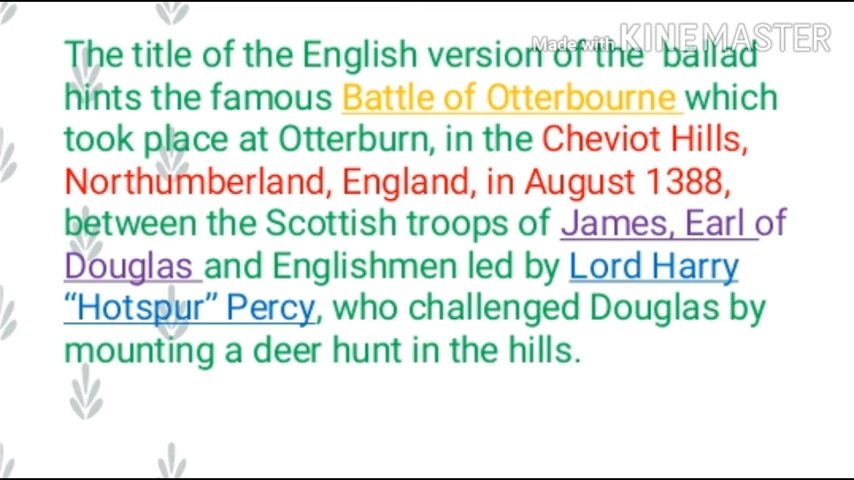 Made with KINEMASTER
The title of the English version of the ballad
hints the famous Battle of Otterbourne which
took place at Otterburn, in the Cheviot Hills,
Northumberland, England, in August 1388,
between the Scottish troops of James, Earl of
Douglas and Englishmen led by Lord Harry
“Hotspur” Percy, who challenged Douglas by
mounting a deer hunt in the hills.